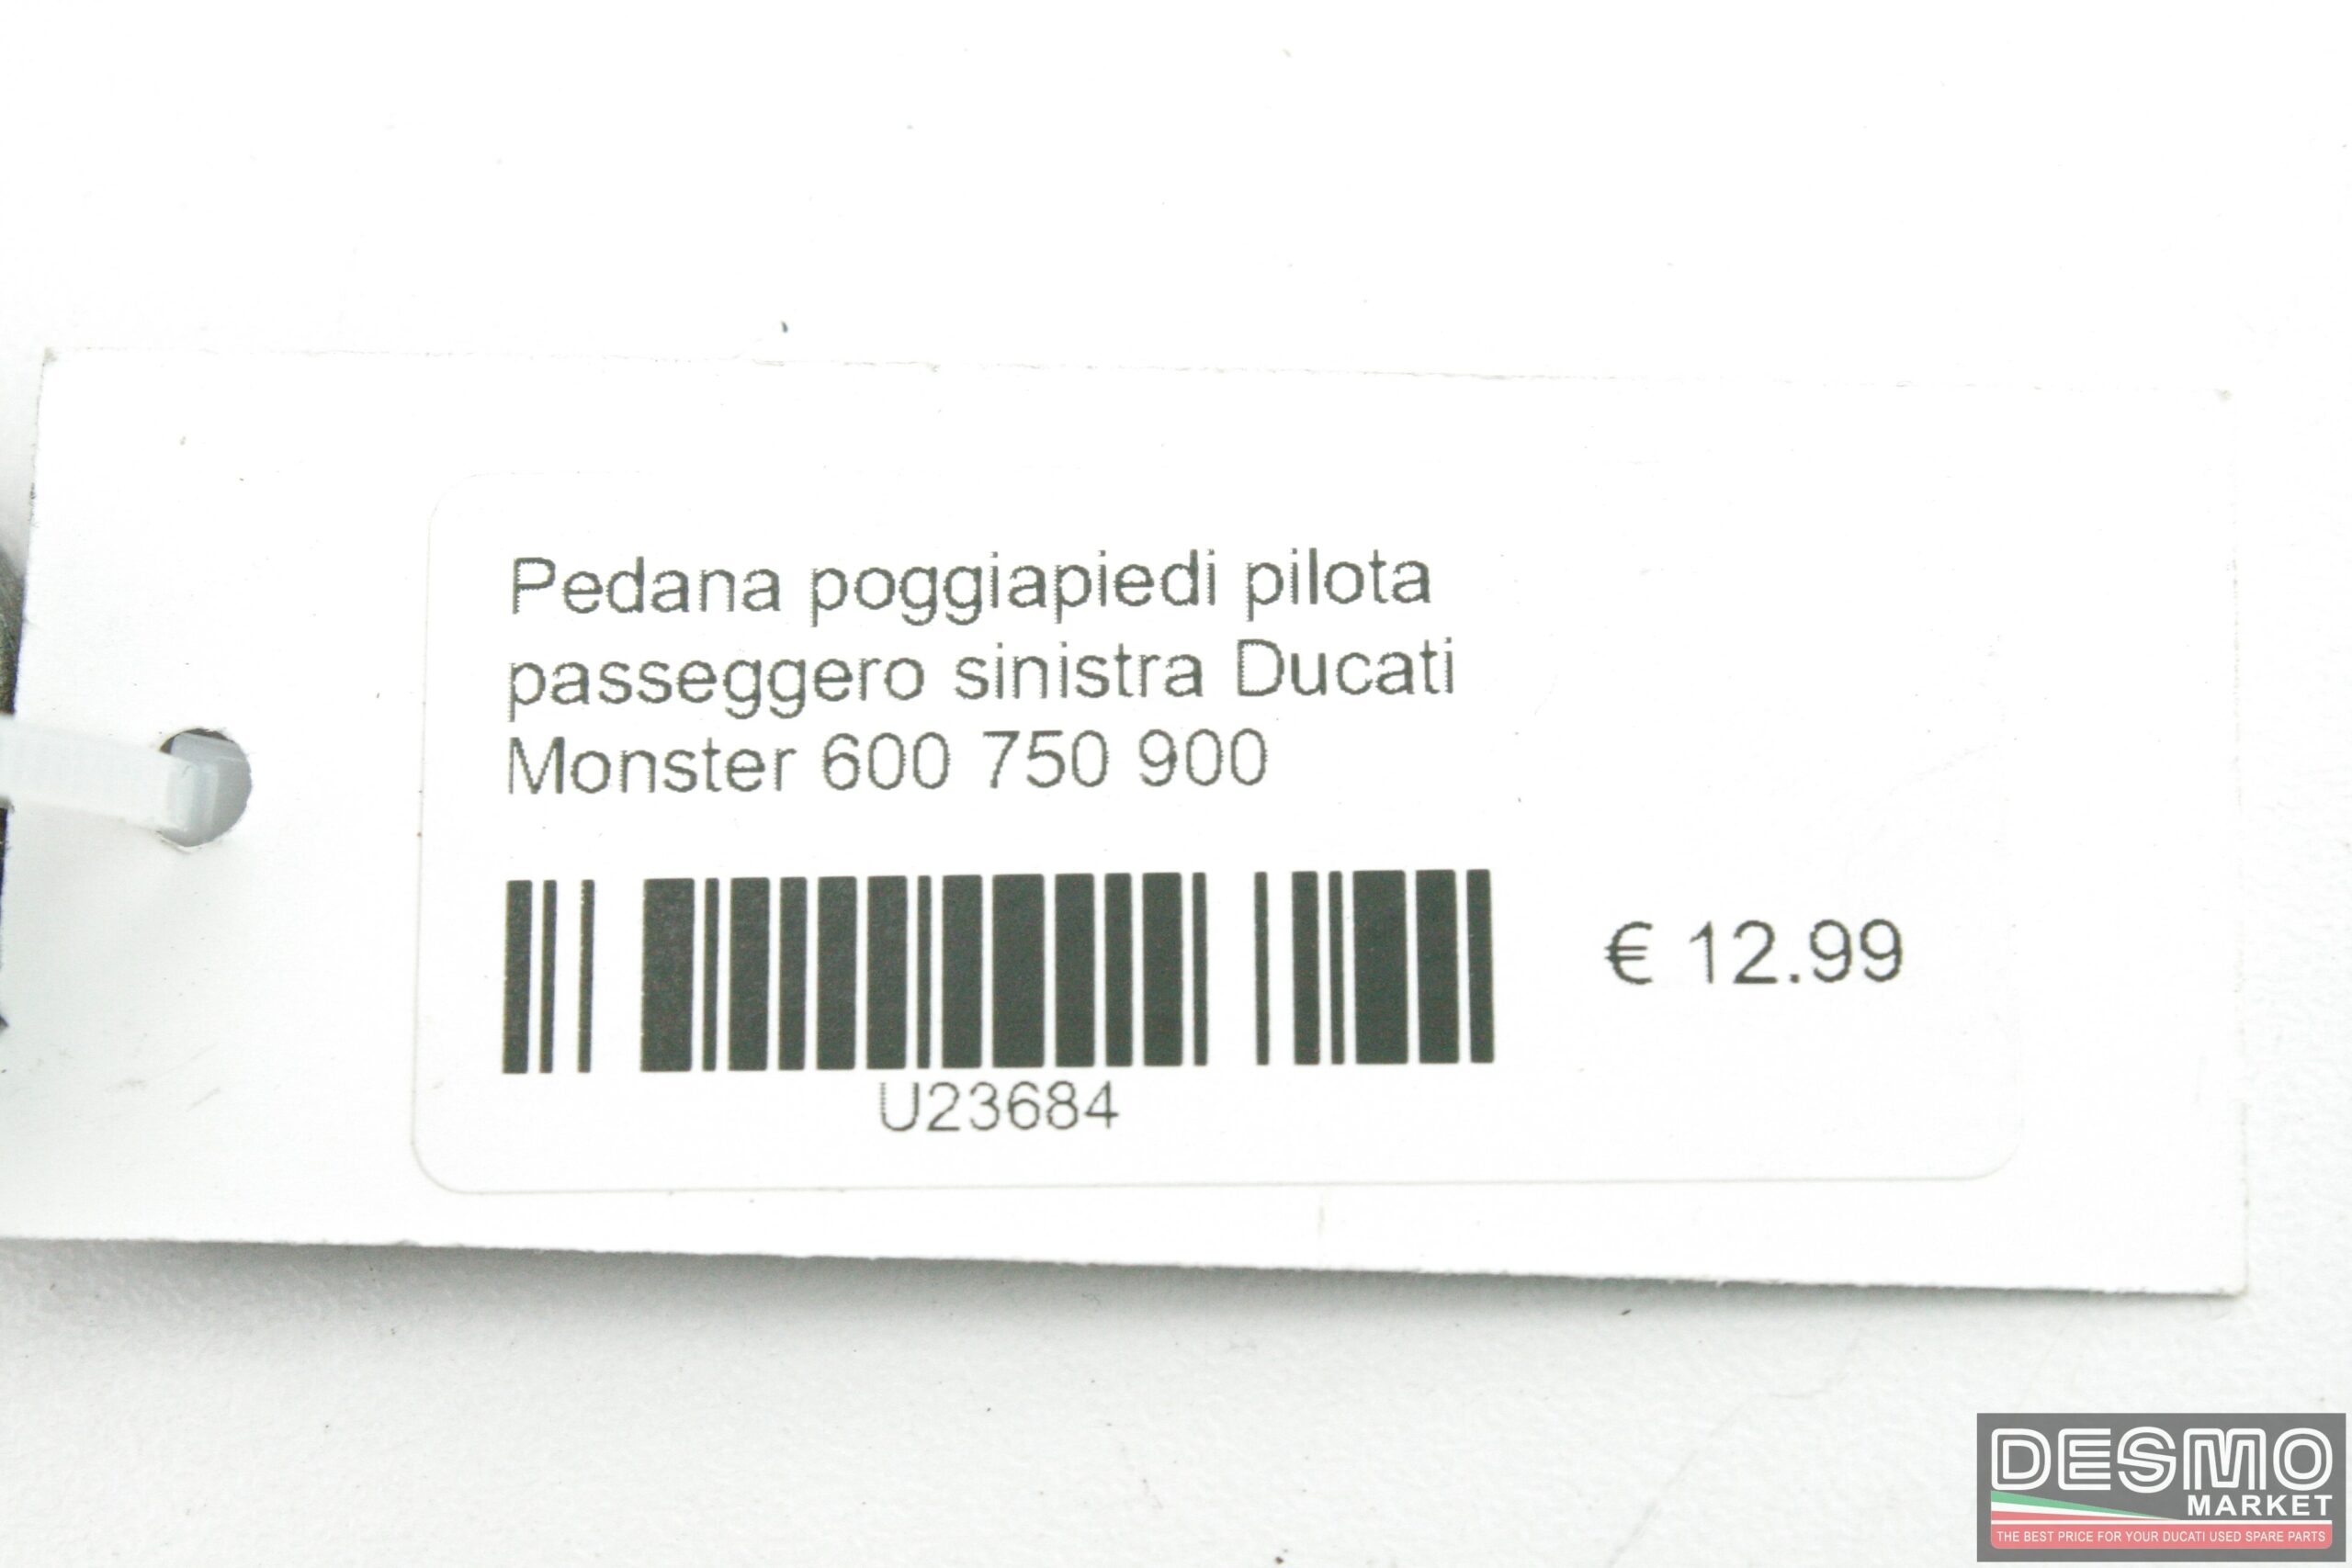 Pedana poggiapiedi pilota
passeggero sinistra Ducati
Monster 600 750 900
€ 12.99
U23684
DESMO
MARKET
THE BEST PRICE FOR YOUR DUCATI USED SPARE PARTS